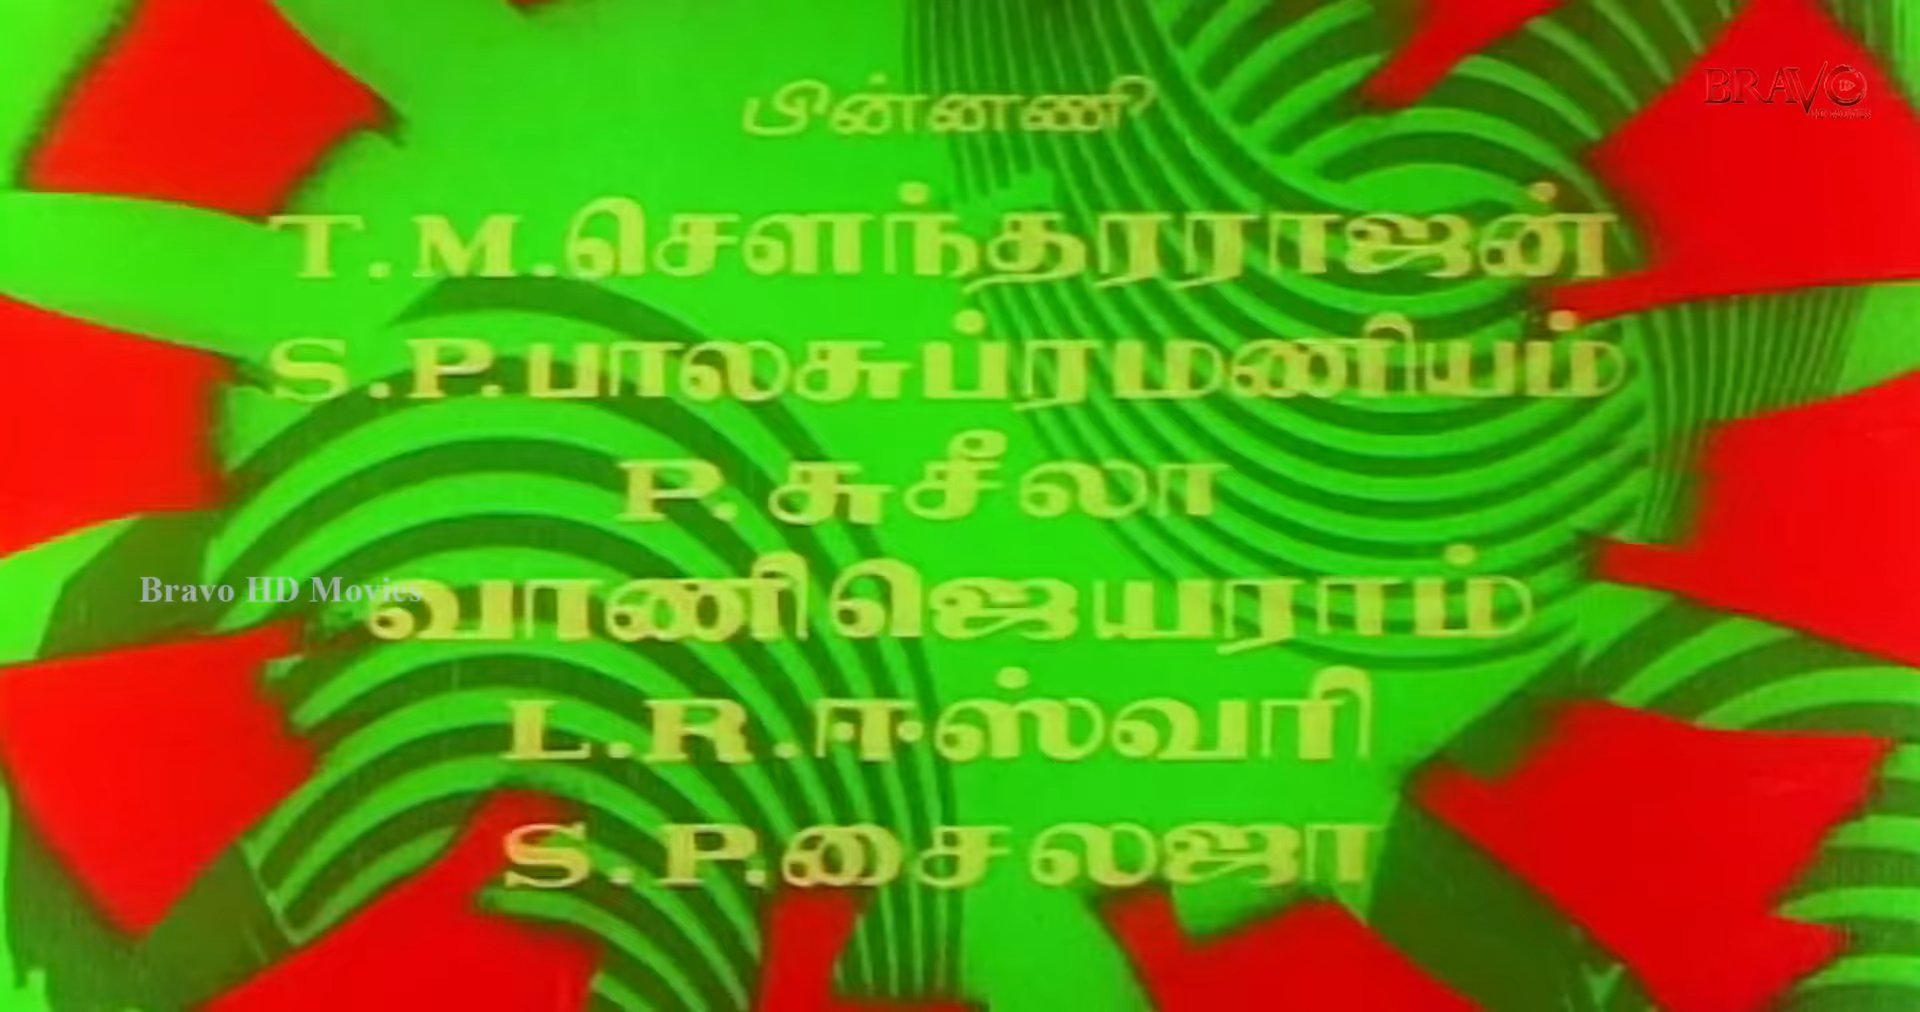 BRAVO
பின்னணி
T.M.சௌந்தரராஜன்
S.P.பாலசுப்ரமணியம்
P.சுசீலா
Bravo HD Movies
வாணி ஜெயராம்
L.R.ஈஸ்வரி
S.P.சைலஜா